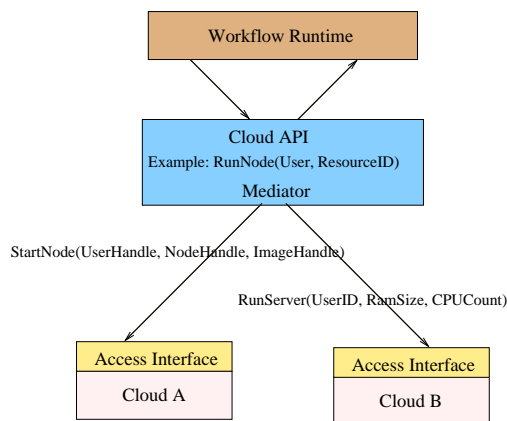 Workflow Runtime
Cloud API
Example: RunNode(User, ResourceID)
Mediator
StartNode(UserHandle, NodeHandle, ImageHandle)
RunServer(UserID, RamSize, CPUCount)
Access Interface
Cloud A
Access Interface
Cloud B